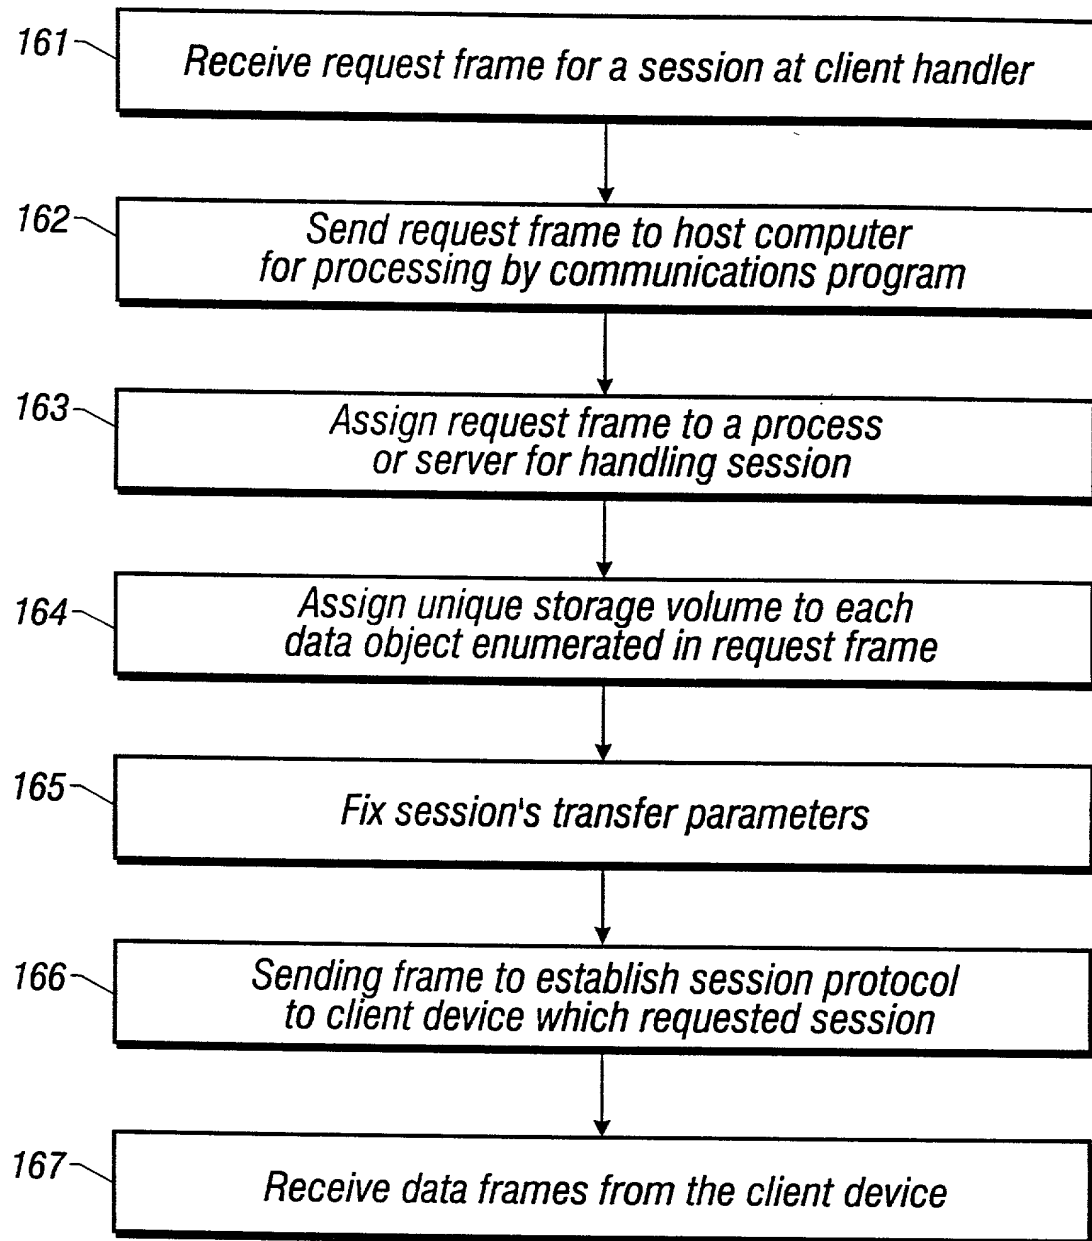 161
Receive request frame for a session at client handler
162
Send request frame to host computer
for processing by communications program
163
Assign request frame to a process
or server for handling session
164
Assign unique storage volume to each
data object enumerated in request frame
165
Fix session's transfer parameters
166
Sending frame to establish session protocol
to client device which requested session
167
Receive data frames from the client device